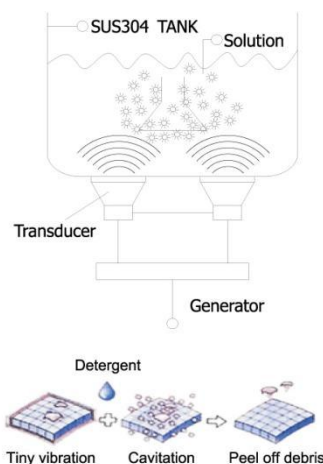 SUS304 TANK
Solution
Transducer
Generator
Detergent
Tiny vibration
Cavitation
Peel off debris